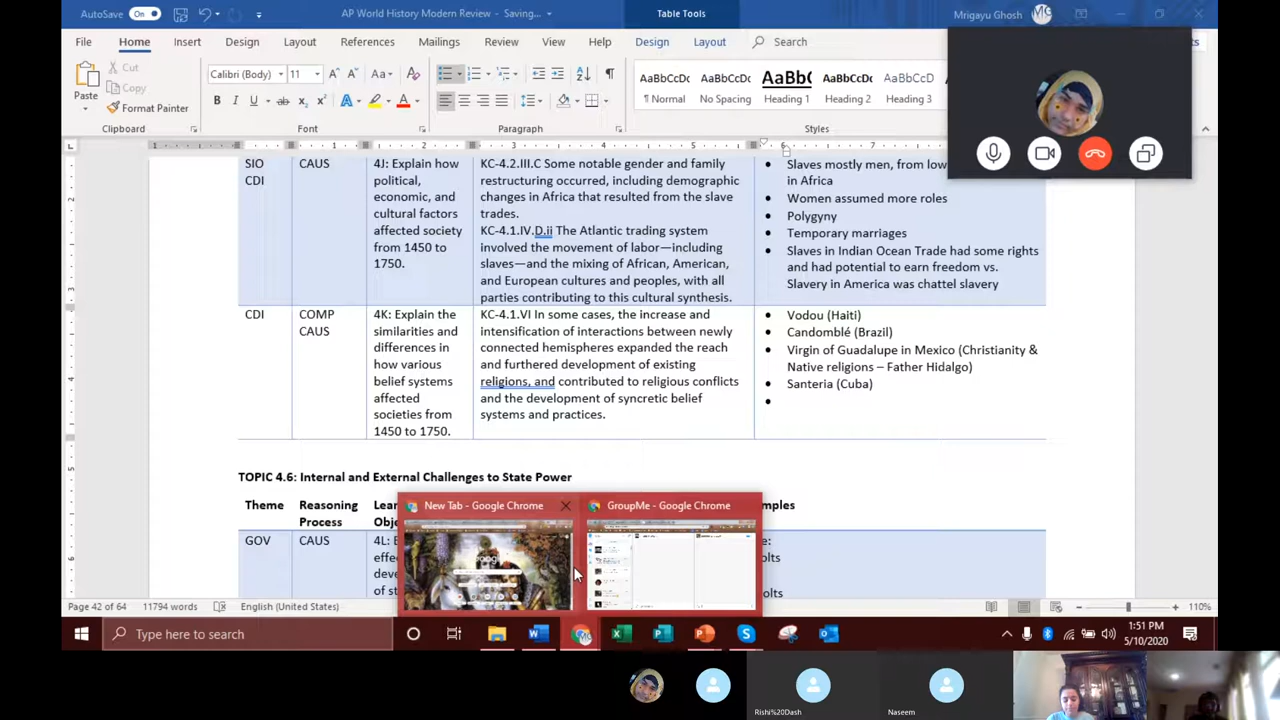 AutoSave On AP World History Modern Review - Saving... Table Tools Mrigayu Ghosh MG
File Home Insert Design Layout References Mailings Review View Help Design Layout Search
Paste Cut Copy Format Painter
Calibri (Body) 11
AaBbCcDc AaBbCcDc AaBbC AaBbCcDc AaBbCcDc
¶ Normal No Spacing Heading 1 Heading 2 Heading 3
Clipboard Font Paragraph Styles
SIO CDI
CAUS
4J: Explain how
political,
economic, and
cultural factors
affected society
from 1450 to
1750.
KC-4.2.III.C Some notable gender and family
restructuring occurred, including demographic
changes in Africa that resulted from the slave
trades.
KC-4.1.IV.D.ii The Atlantic trading system
involved the movement of labor—including
slaves—and the mixing of African, American,
and European cultures and peoples, with all
parties contributing to this cultural synthesis.
• Slaves mostly men, from low
in Africa
• Women assumed more roles
• Polygyny
• Temporary marriages
• Slaves in Indian Ocean Trade had some rights
and had potential to earn freedom vs.
Slavery in America was chattel slavery
CDI
COMP
CAUS
4K: Explain the
similarities and
differences in
how various
belief systems
affected
societies from
1450 to 1750.
KC-4.1.VI In some cases, the increase and
intensification of interactions between newly
connected hemispheres expanded the reach
and furthered development of existing
religions, and contributed to religious conflicts
and the development of syncretic belief
systems and practices.
• Vodou (Haiti)
• Candomblé (Brazil)
• Virgin of Guadalupe in Mexico (Christianity &
Native religions – Father Hidalgo)
• Santeria (Cuba)
•
TOPIC 4.6: Internal and External Challenges to State Power
Theme Reasoning
Process
GOV CAUS
New Tab - Google Chrome
GroupMe - Google Chrome
Page 42 of 64 11794 words English (United States) 110%
Type here to search
1:51 PM
5/10/2020
Rishi%20Dash Naseem